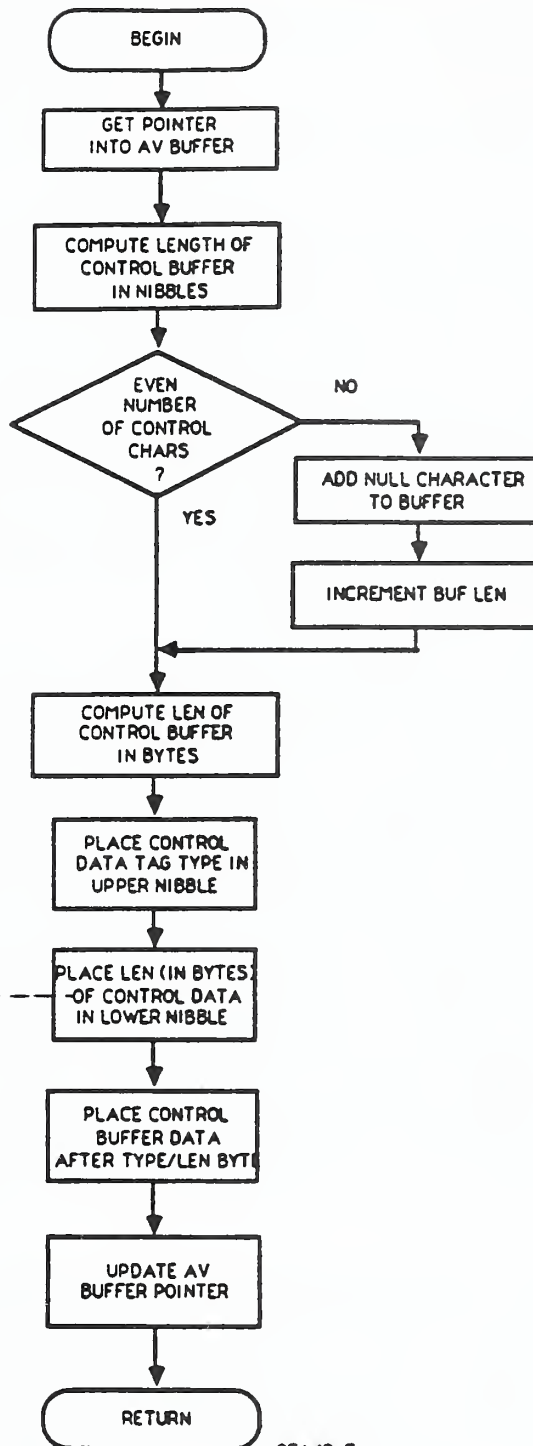 BEGIN
GET POINTER
INTO AV BUFFER
COMPUTE LENGTH OF
CONTROL BUFFER
IN NIBBLES
EVEN
NUMBER
OF CONTROL
CHARS
?
NO
YES
ADD NULL CHARACTER
TO BUFFER
INCREMENT BUF LEN
COMPUTE LEN OF
CONTROL BUFFER
IN BYTES
PLACE CONTROL
DATA TAG TYPE IN
UPPER NIBBLE
PLACE LEN (IN BYTES)
OF CONTROL DATA
IN LOWER NIBBLE
PLACE CONTROL
BUFFER DATA
AFTER TYPE/LEN BYTE
UPDATE AV
BUFFER POINTER
RETURN